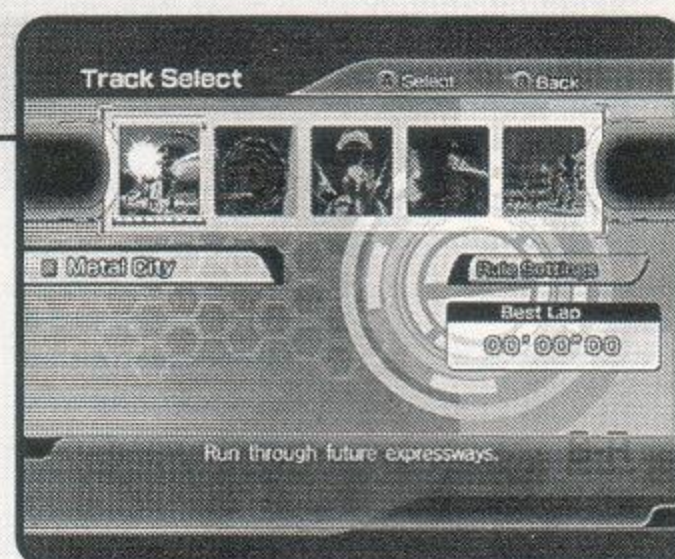 Track Select
Select
Back
Metal City
Rule Settings
Best Lap
00'00"00
Run through future expressways.